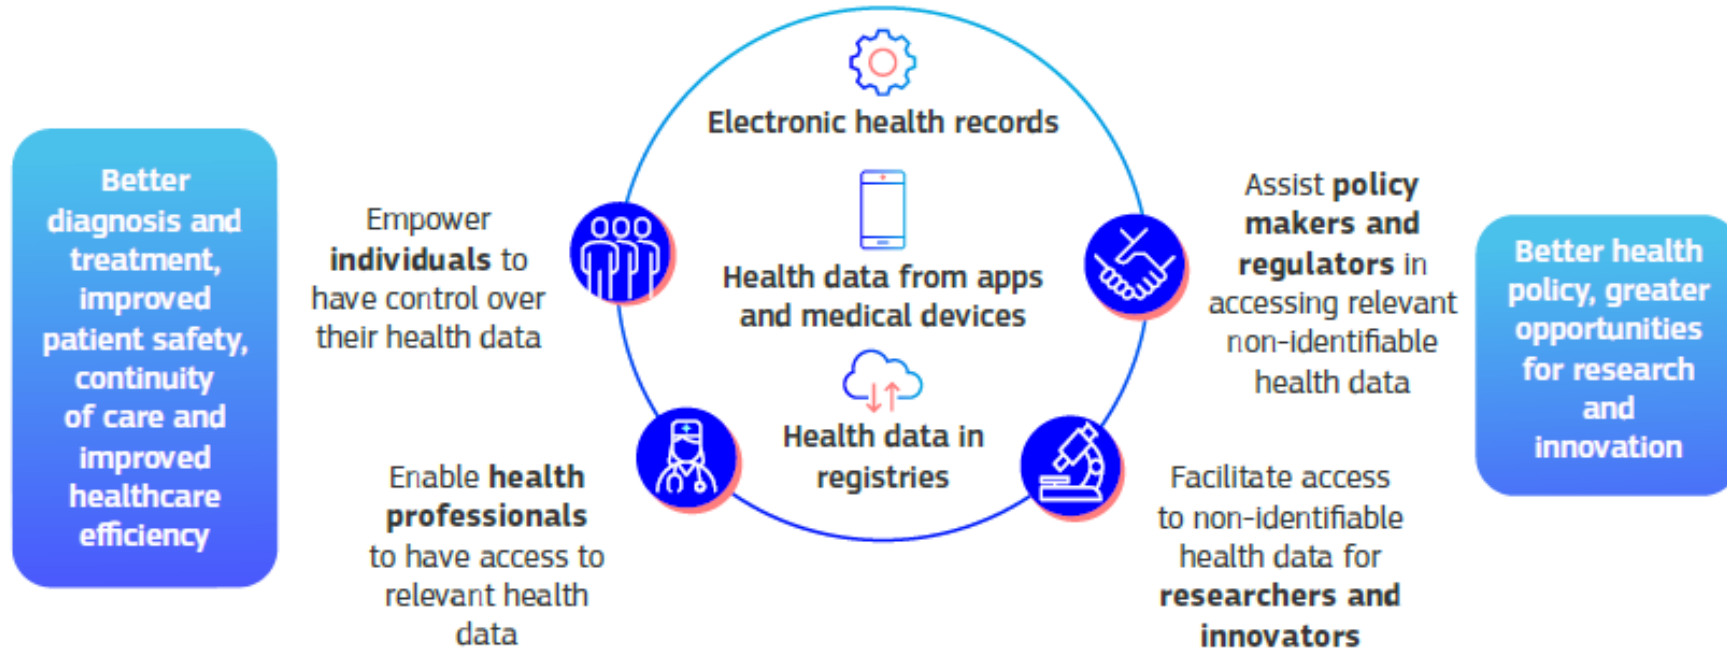 Better
diagnosis and
treatment,
improved
patient safety,
continuity
of care and
improved
healthcare
efficiency
Empower
individuals to
have control over
their health data
Enable health
professionals
to have access to
relevant health
data
Electronic health records
Health data from apps
and medical devices
Health data in
registries
Assist policy
makers and
regulators in
accessing relevant
non-identifiable
health data
Facilitate access
to non-identifiable
health data for
researchers and
innovators
Better health
policy, greater
opportunities
for research
and
innovation